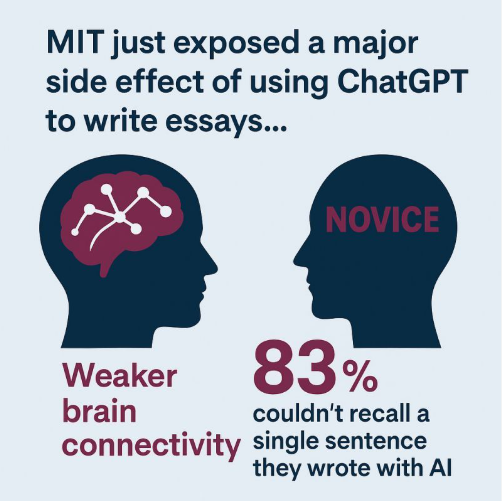 MIT just exposed a major
side effect of using ChatGPT
to write essays...
NOVICE
Weaker
brain
connectivity
83%
couldn't recall a
single sentence
they wrote with AI